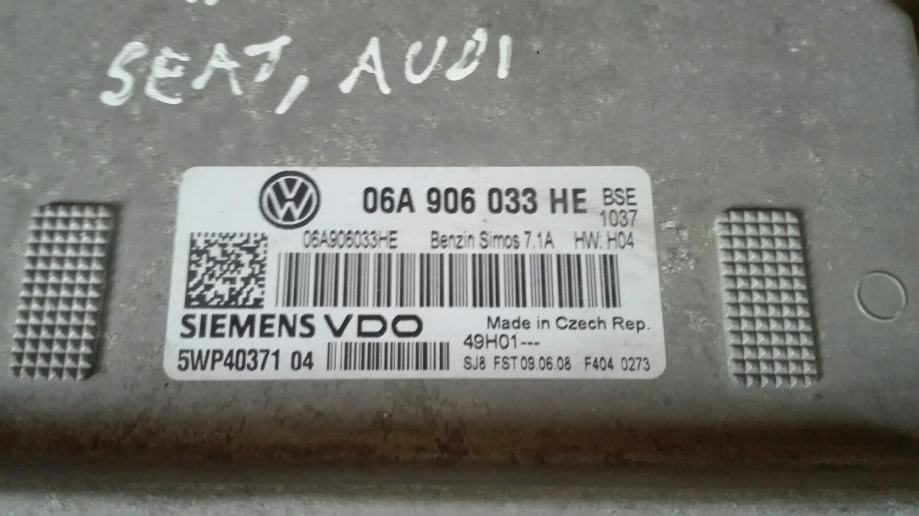 SEAT, AUDI
06A 906 033 HE BSE
1037
06A906033HE Benzin Simos 7.1A HW: H04
SIEMENS VDO Made in Czech Rep.
49H01---
5WP40371 04 SJ8 FST 09.06.08 F404 0273